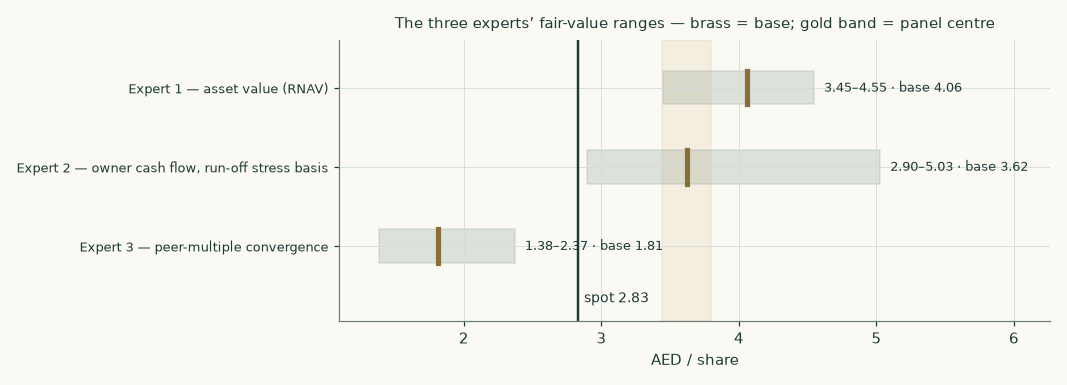 The three experts’ fair-value ranges — brass = base; gold band = panel centre
Expert 1 — asset value (RNAV)
3.45–4.55 · base 4.06
Expert 2 — owner cash flow, run-off stress basis
2.90–5.03 · base 3.62
Expert 3 — peer-multiple convergence
1.38–2.37 · base 1.81
spot 2.83
2 3 4 5 6
AED / share